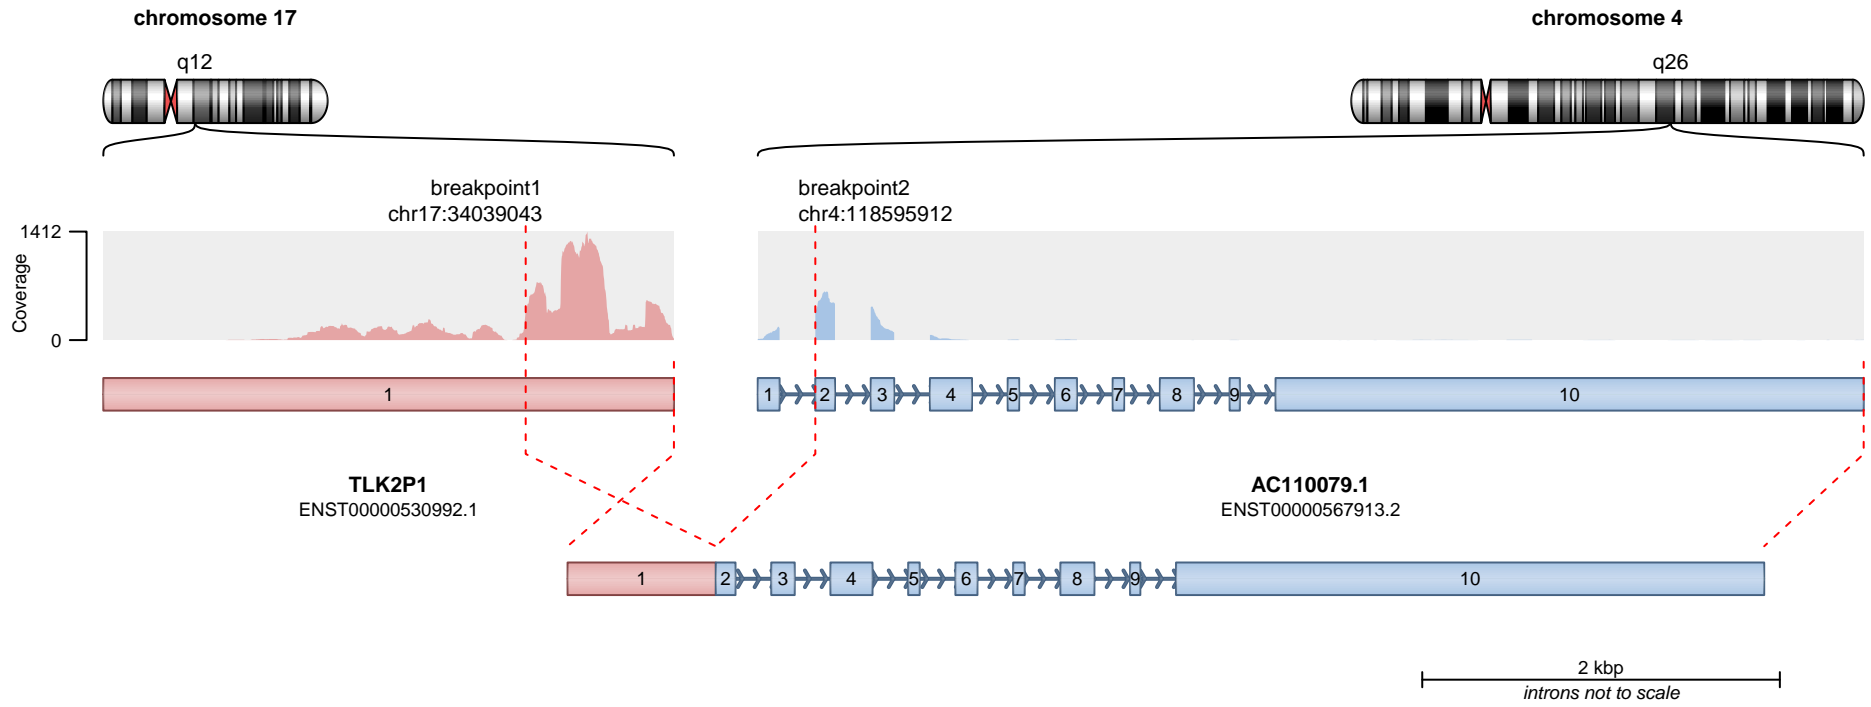 chromosome 17
chromosome 4
q12
q26
breakpoint1
chr17:34039043
breakpoint2
chr4:118595912
1412
0
Coverage
1
1 2 3 4 5 6 7 8 9 10
TLK2P1
ENST00000530992.1
AC110079.1
ENST00000567913.2
1 2 3 4 5 6 7 8 9 10
2 kbp
introns not to scale